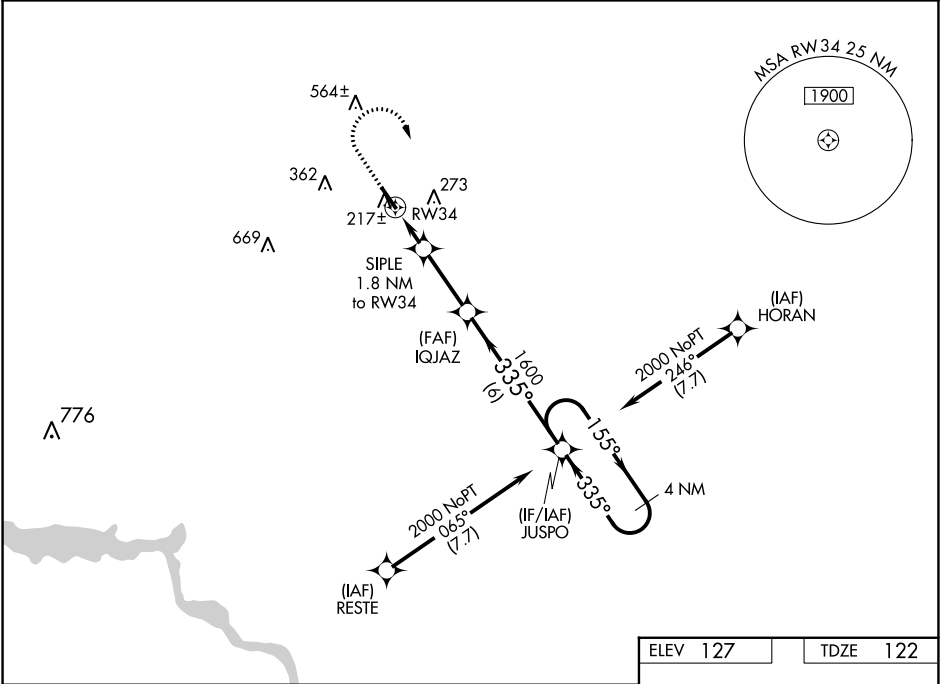 MSA RW34 25 NM
1900
564±
362
273
217±
RW34
669
SIPLE
1.8 NM
to RW34
(IAF)
HORAN
(FAF)
IQJAZ
2000 NoPT
246°
(7.7)
1600
335°
(6)
776
155°
335°
4 NM
2000 NoPT
065°
(7.7)
(IF/IAF)
JUSPO
(IAF)
RESTE
ELEV 127
TDZE 122